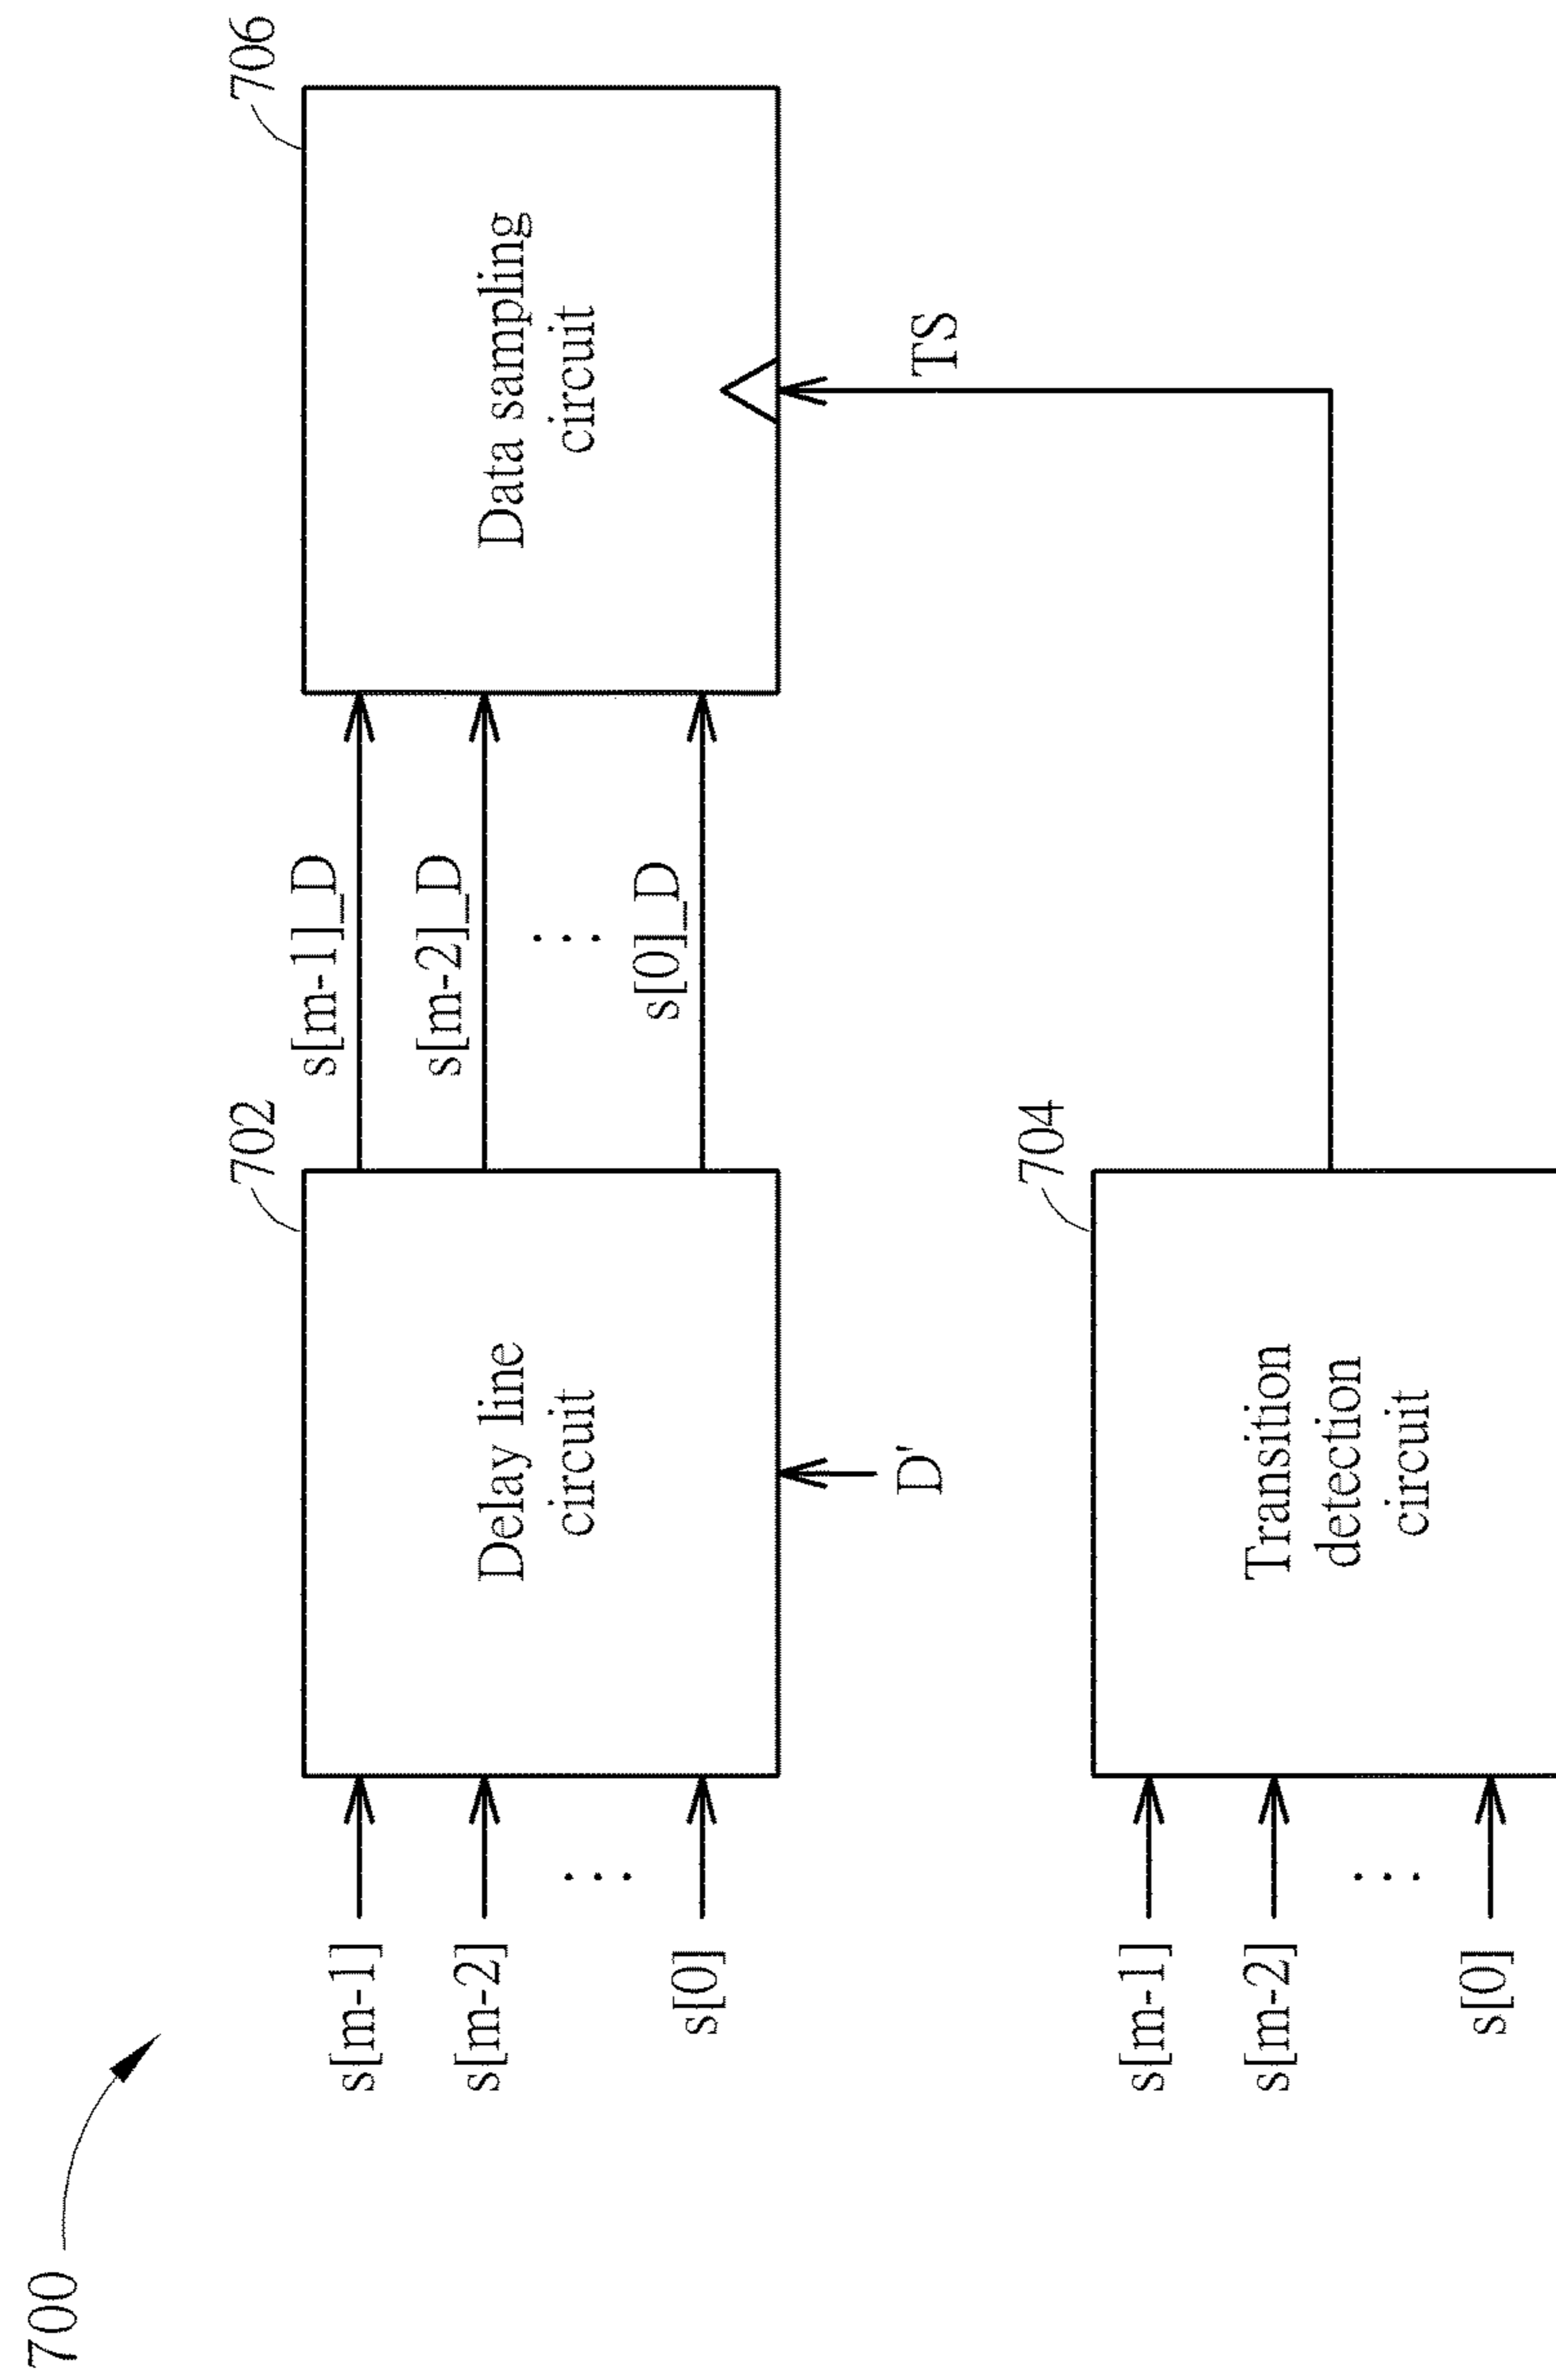 700
702
706
s[m-1]
s[m-2]
...
s[0]
Delay line
circuit
D'
s[m-1]_D
s[m-2]_D
...
s[0]_D
Data sampling
circuit
TS
704
s[m-1]
s[m-2]
...
s[0]
Transition
detection
circuit